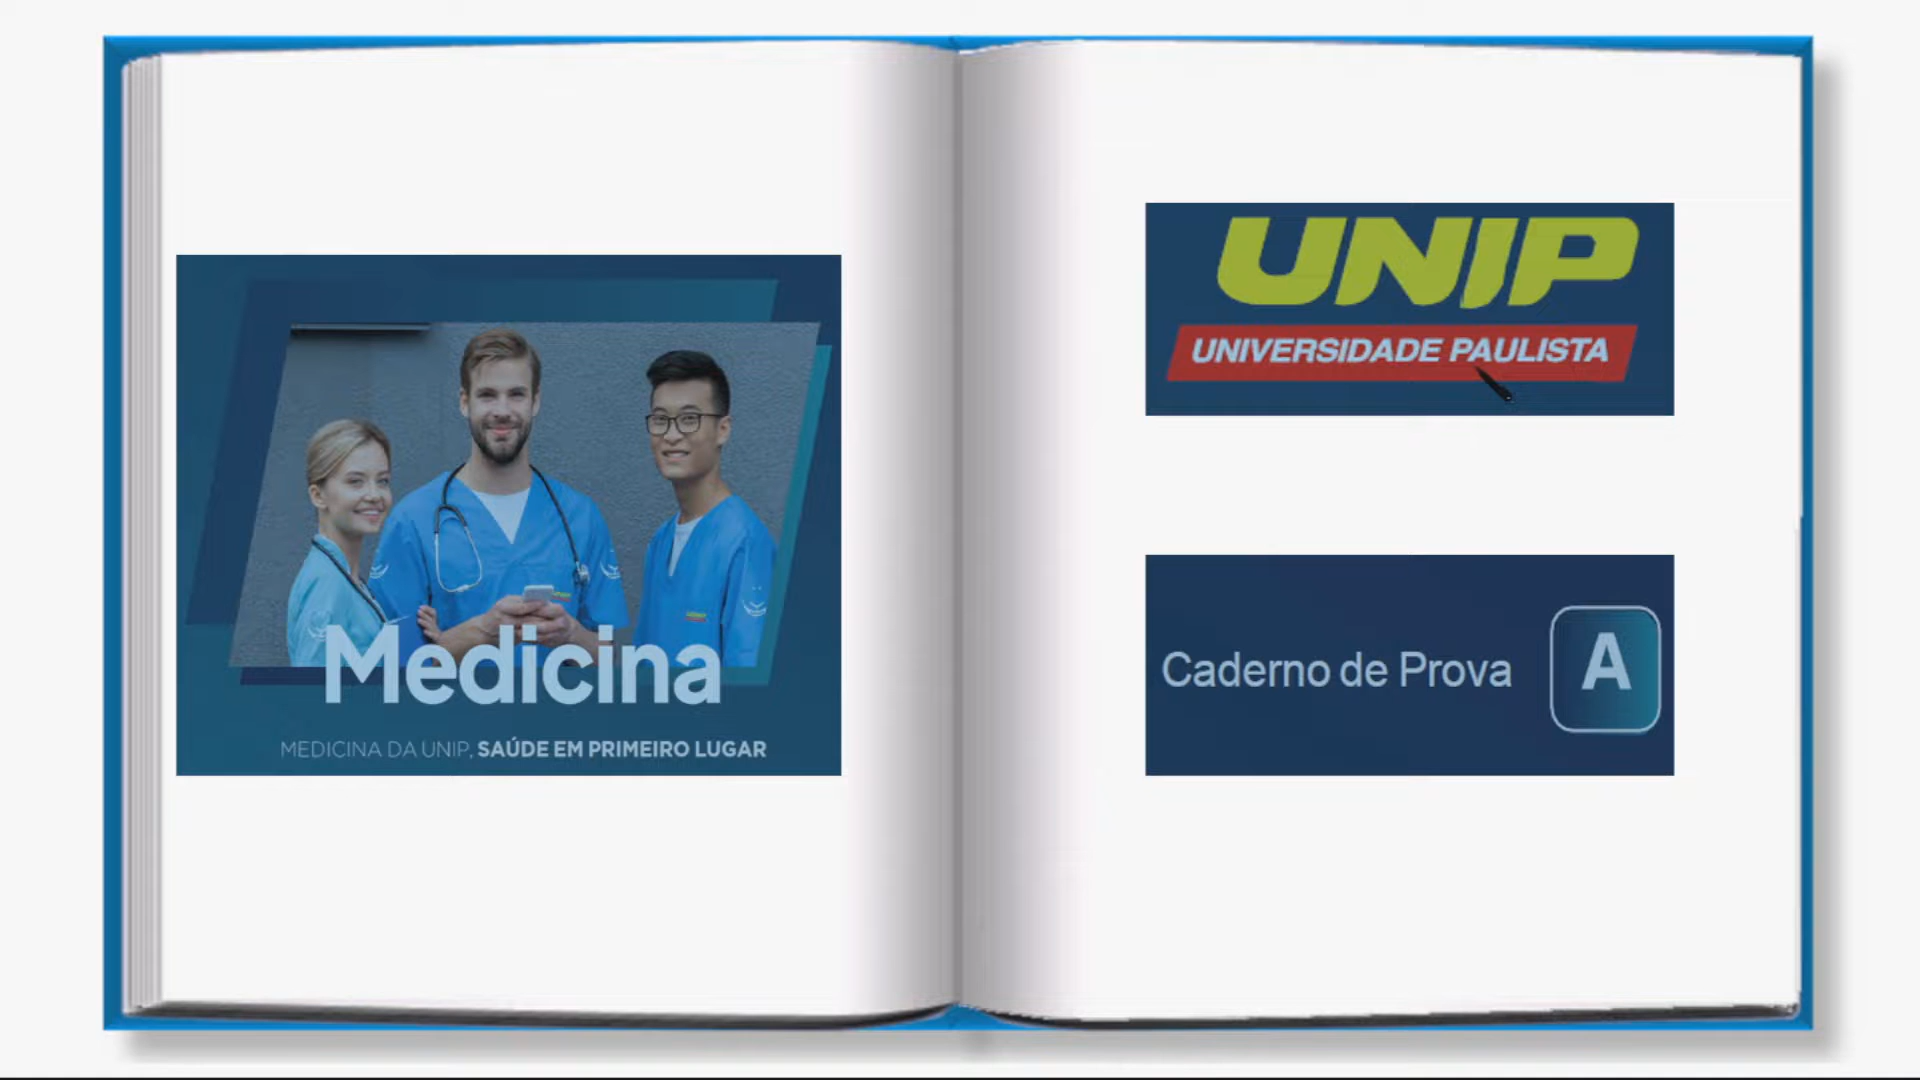 Medicina
MEDICINA DA UNIP, SAÚDE EM PRIMEIRO LUGAR
UNIP
UNIVERSIDADE PAULISTA
Caderno de Prova
A